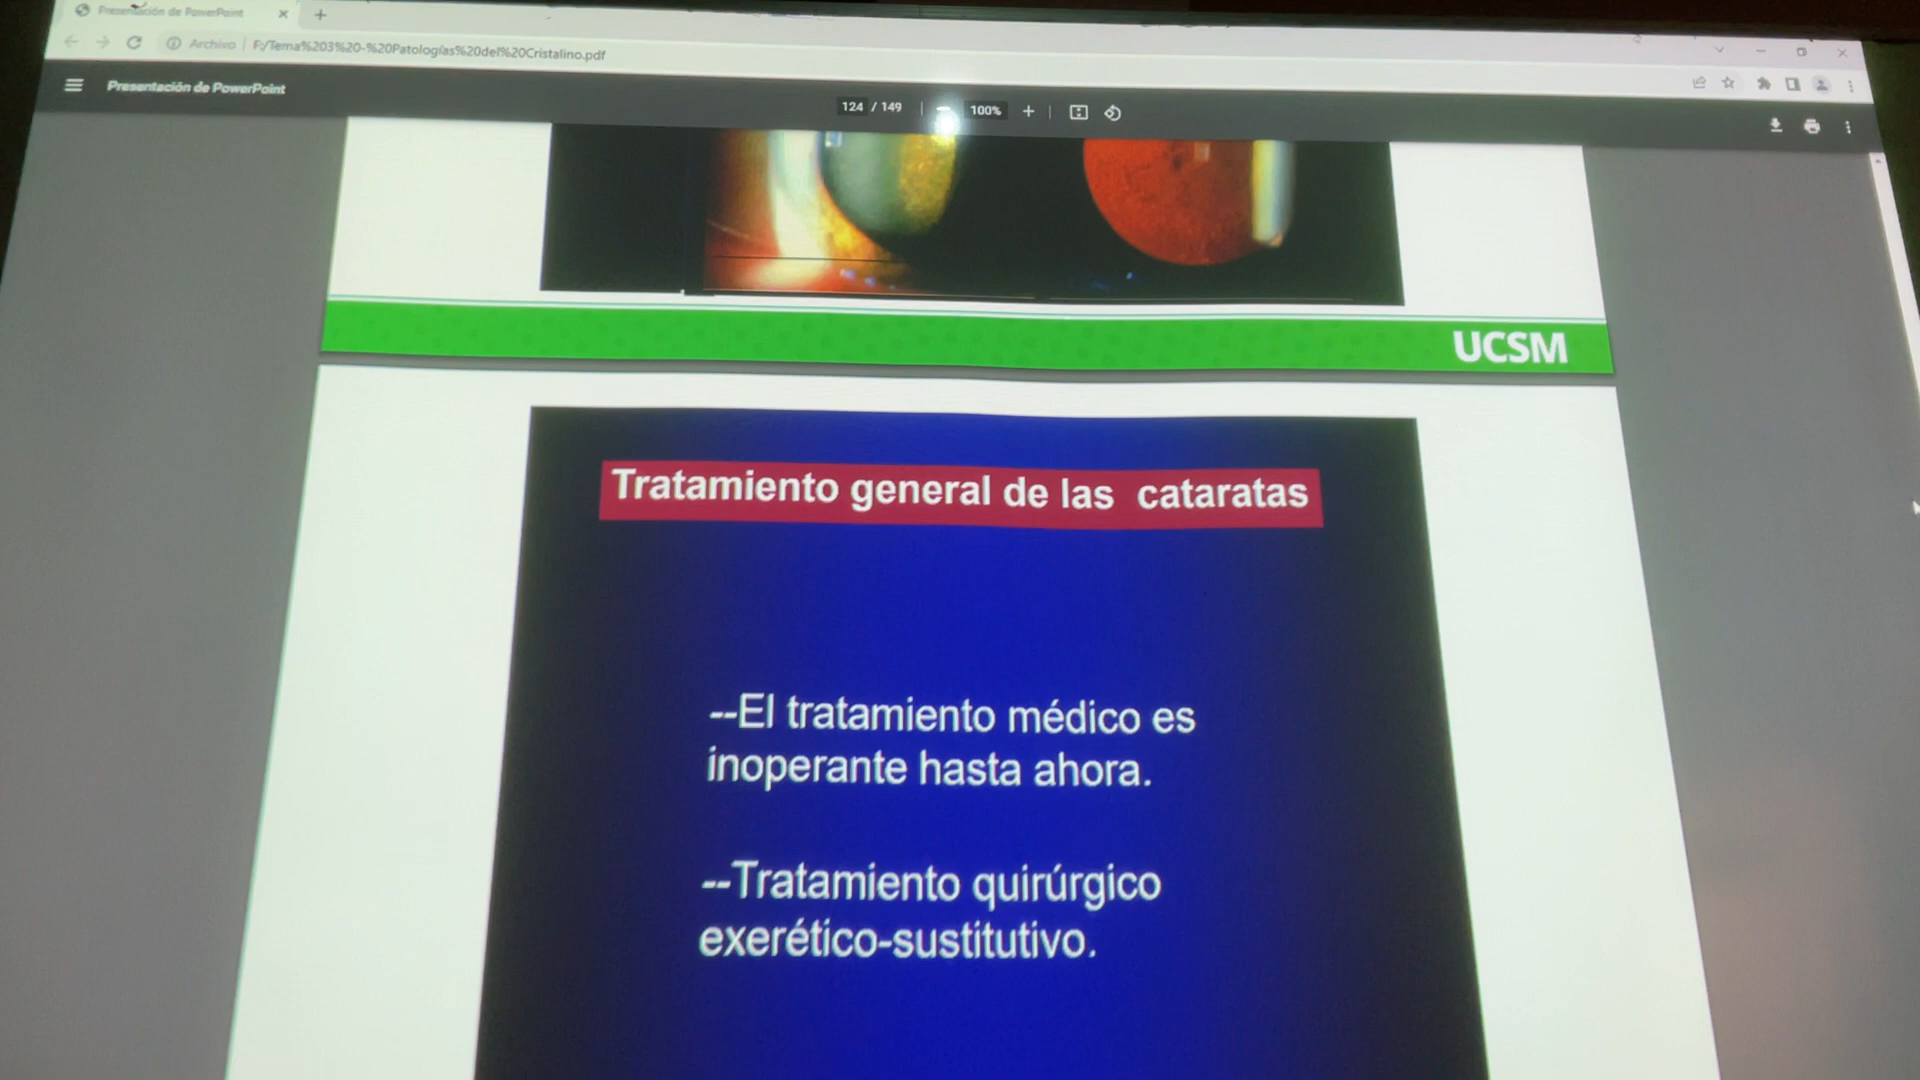 Presentación de PowerPoint
Archivo | F:/Tema%203%20-%20Patologías%20del%20Cristalino.pdf
Presentación de PowerPoint
124 / 149
100%
UCSM
Tratamiento general de las cataratas
--El tratamiento médico es
inoperante hasta ahora.
--Tratamiento quirúrgico
exerético-sustitutivo.